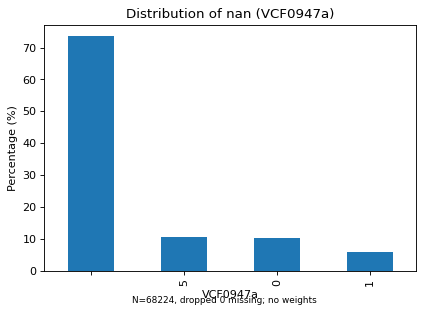 Distribution of nan (VCF0947a)
Percentage (%)
70
60
50
40
30
20
10
0
5
0
1
VCF0947a
N=68224, dropped 0 missing; no weights